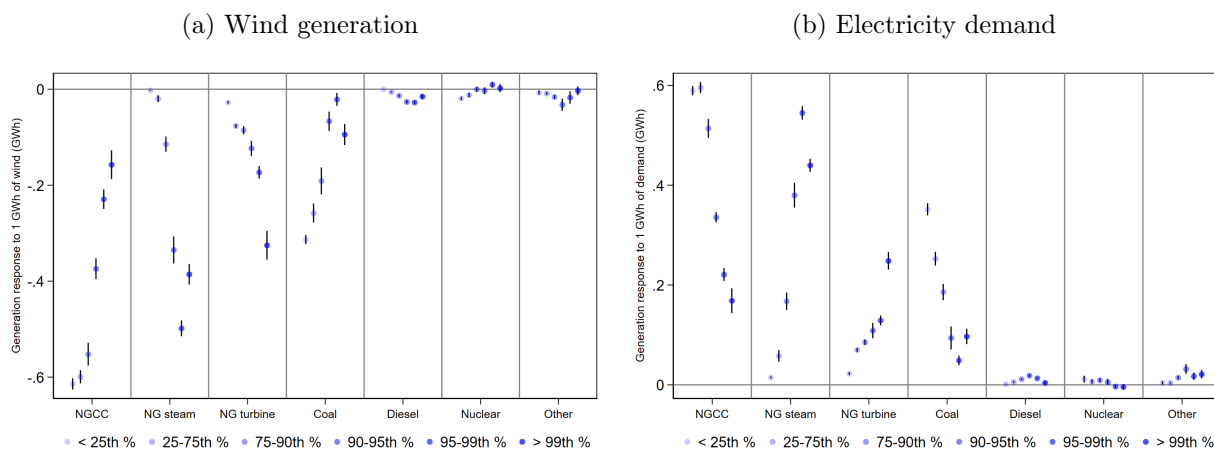 (a) Wind generation
Generation response to 1 GWh of wind (GWh)
0
-.2
-.4
-.6
NGCC NG steam NG turbine Coal Diesel Nuclear Other
< 25th % 25-75th % 75-90th % 90-95th % 95-99th % > 99th %
(b) Electricity demand
Generation response to 1 GWh of demand (GWh)
.6
.4
.2
0
NGCC NG steam NG turbine Coal Diesel Nuclear Other
< 25th % 25-75th % 75-90th % 90-95th % 95-99th % > 99th %